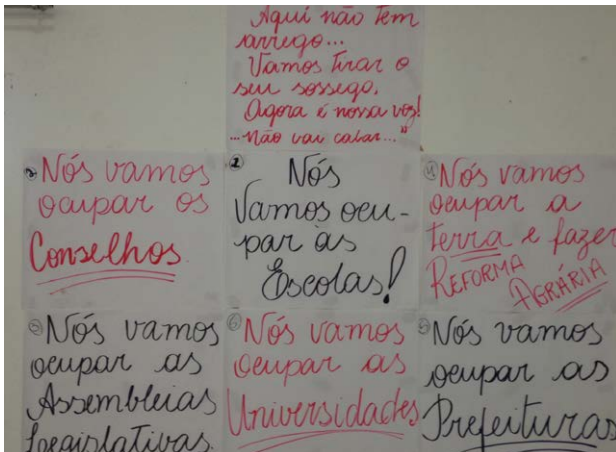 Aqui não tem
arrego...
Vamos tirar o
seu sossego.
Agora é nossa vez!
...não vai calar..."
Nós vamos
ocupar os
Conselhos
Nós
Vamos ocu-
par as
Escolas!
Nós vamos
ocupar a
terra e fazer
REFORMA
AGRÁRIA
Nós vamos
ocupar as
Assembleias
Legislativas.
Nós vamos
ocupar as
Universidades
Nós vamos
ocupar as
Prefeituras